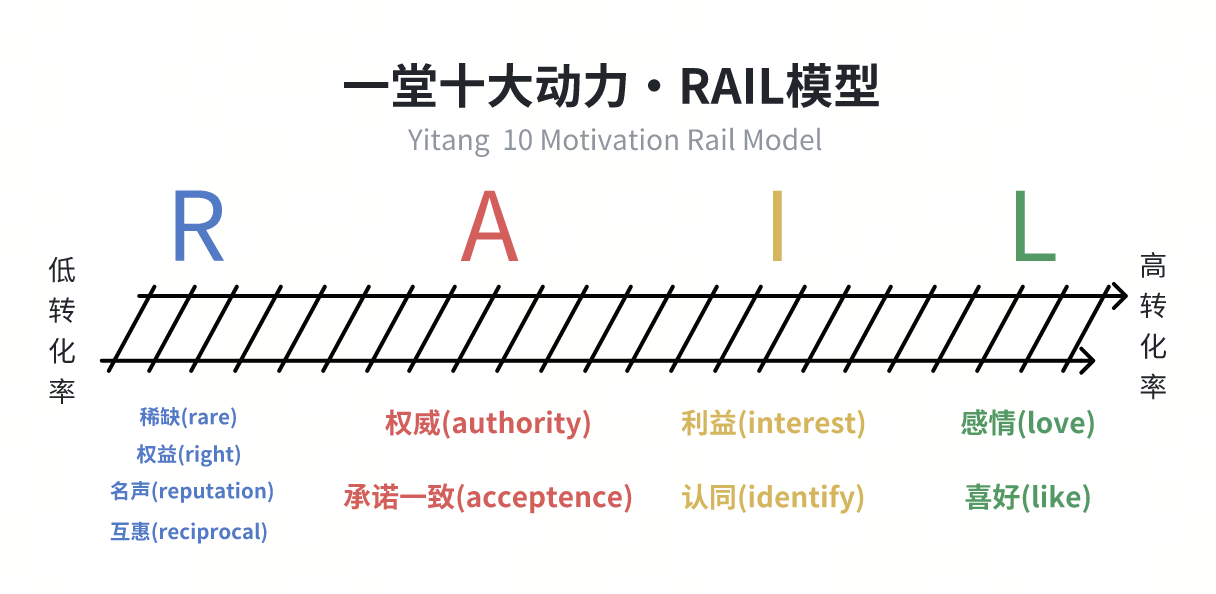 一堂十大动力·RAIL模型
Yitang 10 Motivation Rail Model
R A I L
低转化率
高转化率
稀缺(rare)
权益(right)
名声(reputation)
互惠(reciprocal)
权威(authority)
承诺一致(acceptence)
利益(interest)
认同(identify)
感情(love)
喜好(like)